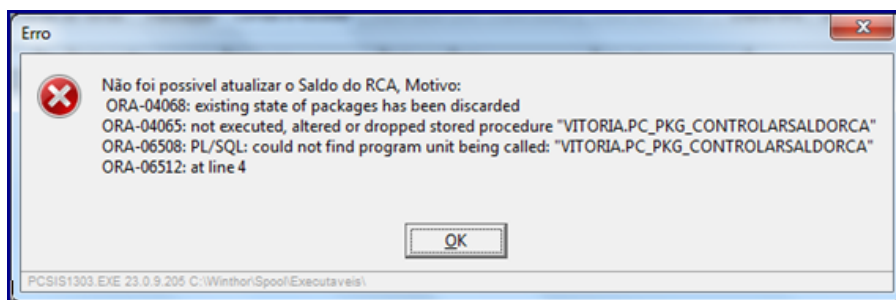 Erro
Não foi possivel atualizar o Saldo do RCA, Motivo:
ORA-04068: existing state of packages has been discarded
ORA-04065: not executed, altered or dropped stored procedure "VITORIA.PC_PKG_CONTROLARSALDORCA"
ORA-06508: PL/SQL: could not find program unit being called: "VITORIA.PC_PKG_CONTROLARSALDORCA"
ORA-06512: at line 4
OK
PCSIS1303.EXE 23.0.9.205 C:\Winthor\Spool\Executaveis\